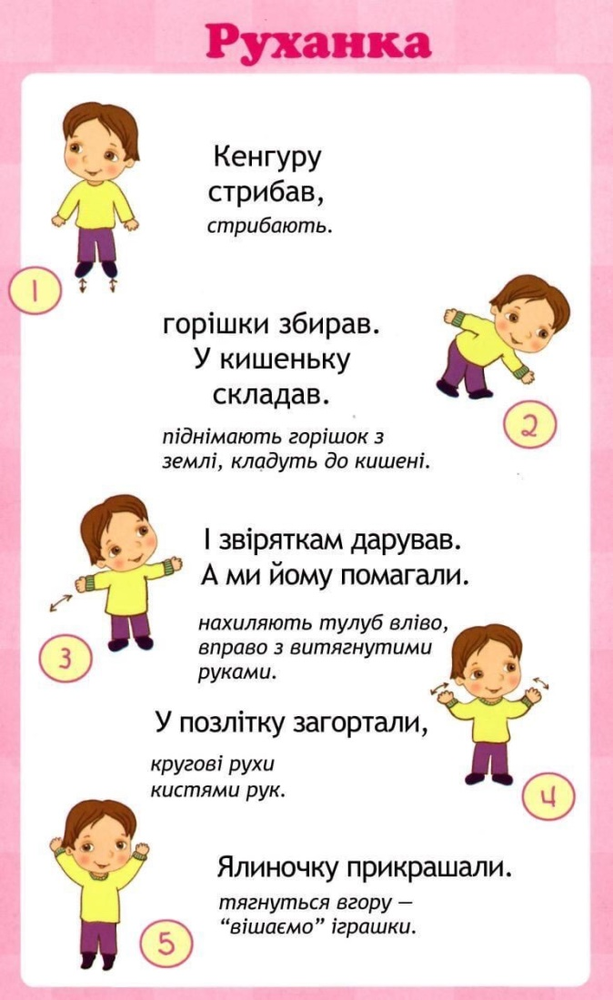 Руханка
Кенгуру
стрибав,
стрибають.
1
горішки збирав.
У кишеньку
складав.
2
піднімають горішок з
землі, кладуть до кишені.
І звіряткам дарував.
А ми йому помагали.
3
нахиляють тулуб вліво,
вправо з витягнутими
руками.
У позлітку загортали,
кругові рухи
кистями рук.
4
Ялиночку прикрашали.
тягнуться вгору —
“вішаємо” іграшки.
5